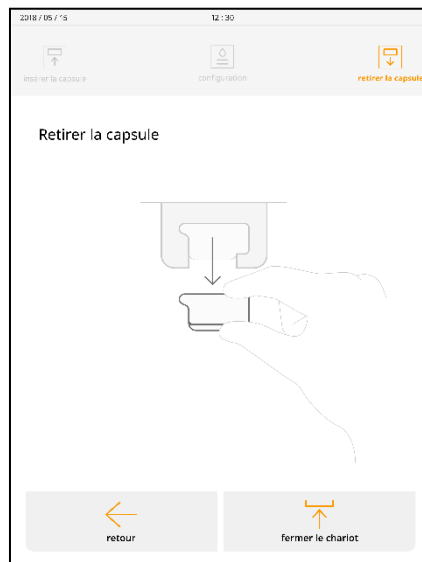 2018 / 05 / 15
12 : 30
insérer la capsule
configuration
retirer la capsule
Retirer la capsule
retour
fermer le chariot